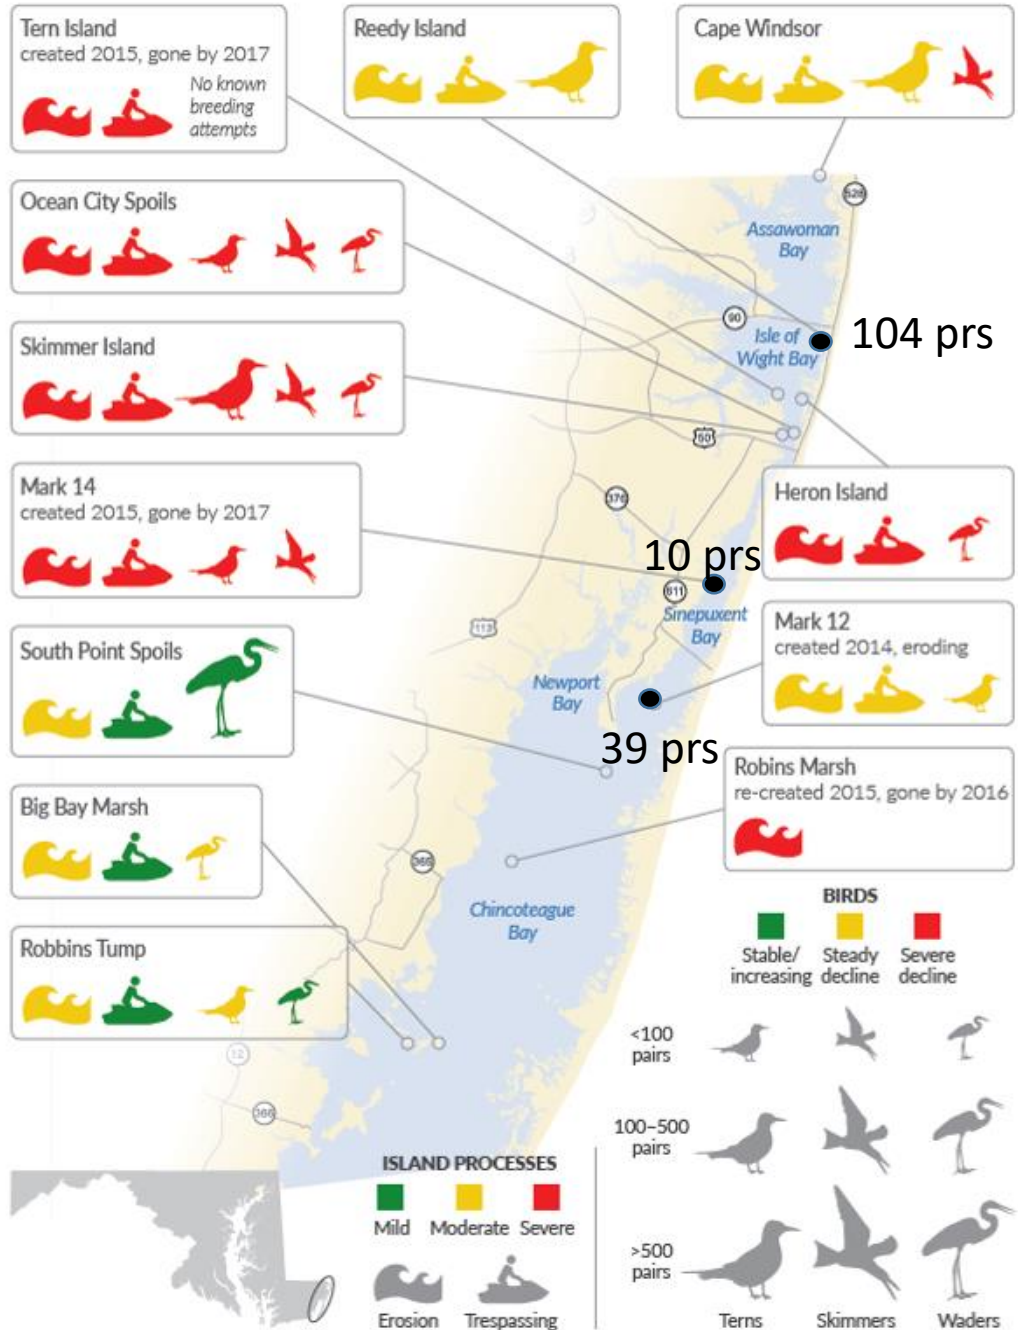 Tern Island
created 2015, gone by 2017
No known
breeding
attempts
Reedy Island
Cape Windsor
Ocean City Spoils
528
Assawoman
Bay
Skimmer Island
90
Isle of
Wight Bay
104 prs
50
Mark 14
created 2015, gone by 2017
376
Heron Island
10 prs
611
Sinepuxent
Bay
Mark 12
created 2014, eroding
113
South Point Spoils
Newport
Bay
39 prs
Robins Marsh
re-created 2015, gone by 2016
Big Bay Marsh
365
Chincoteague
Bay
BIRDS
Stable/
increasing
Steady
decline
Severe
decline
Robbins Tump
<100
pairs
12
366
100–500
pairs
ISLAND PROCESSES
Mild
Moderate
Severe
>500
pairs
Erosion
Trespassing
Terns
Skimmers
Waders